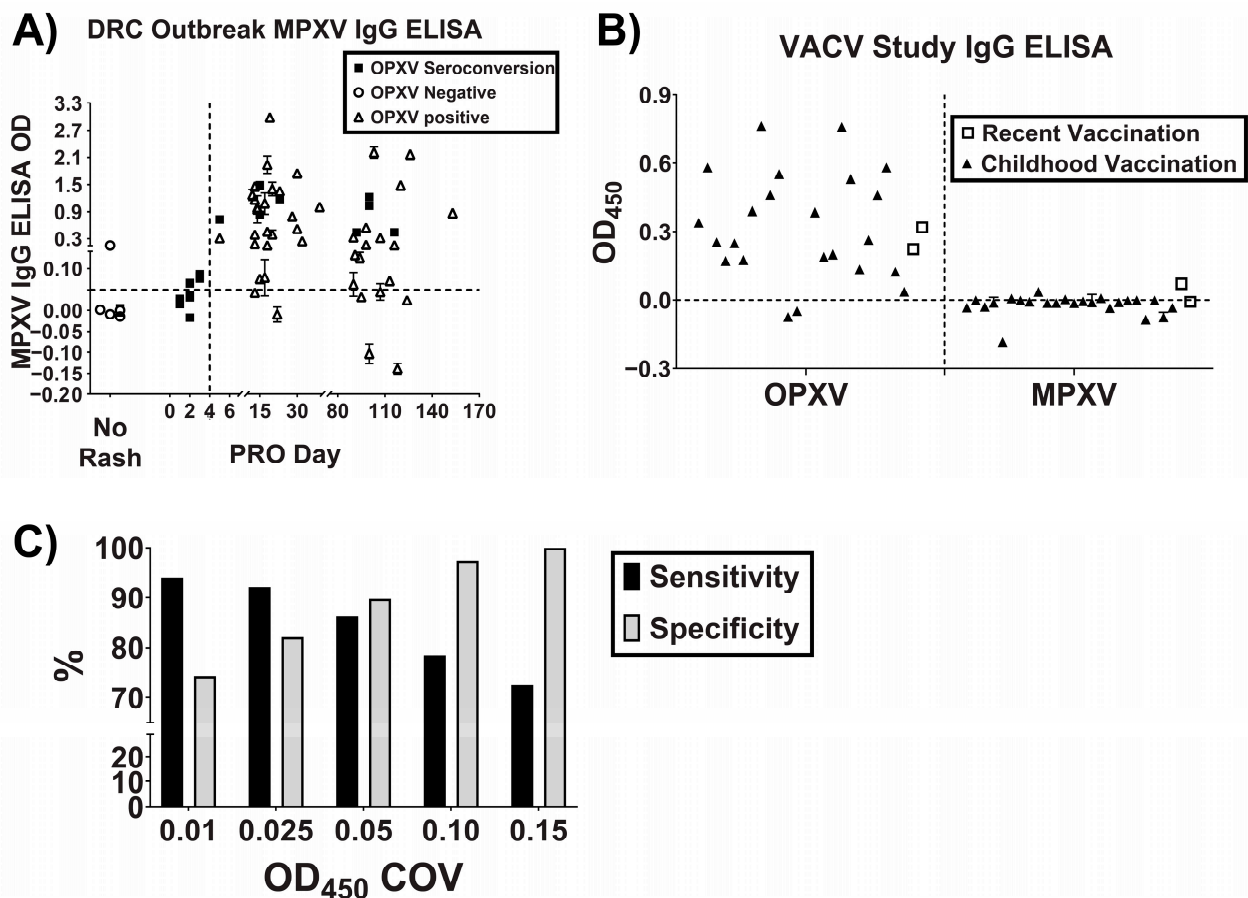 A)
DRC Outbreak MPXV IgG ELISA
OPXV Seroconversion
OPXV Negative
OPXV positive
MPXV IgG ELISA OD
3.3
2.7
2.1
1.5
0.9
0.3
0.10
0.00
−0.05
−0.10
−0.15
−0.20
No Rash
0 2 4 6 15 30 80 110 140 170
PRO Day
B)
VACV Study IgG ELISA
Recent Vaccination
Childhood Vaccination
OD450
0.9
0.6
0.3
0.0
−0.3
OPXV MPXV
C)
Sensitivity
Specificity
%
100
90
80
70
20
10
0
0.01 0.025 0.05 0.10 0.15
OD450 COV